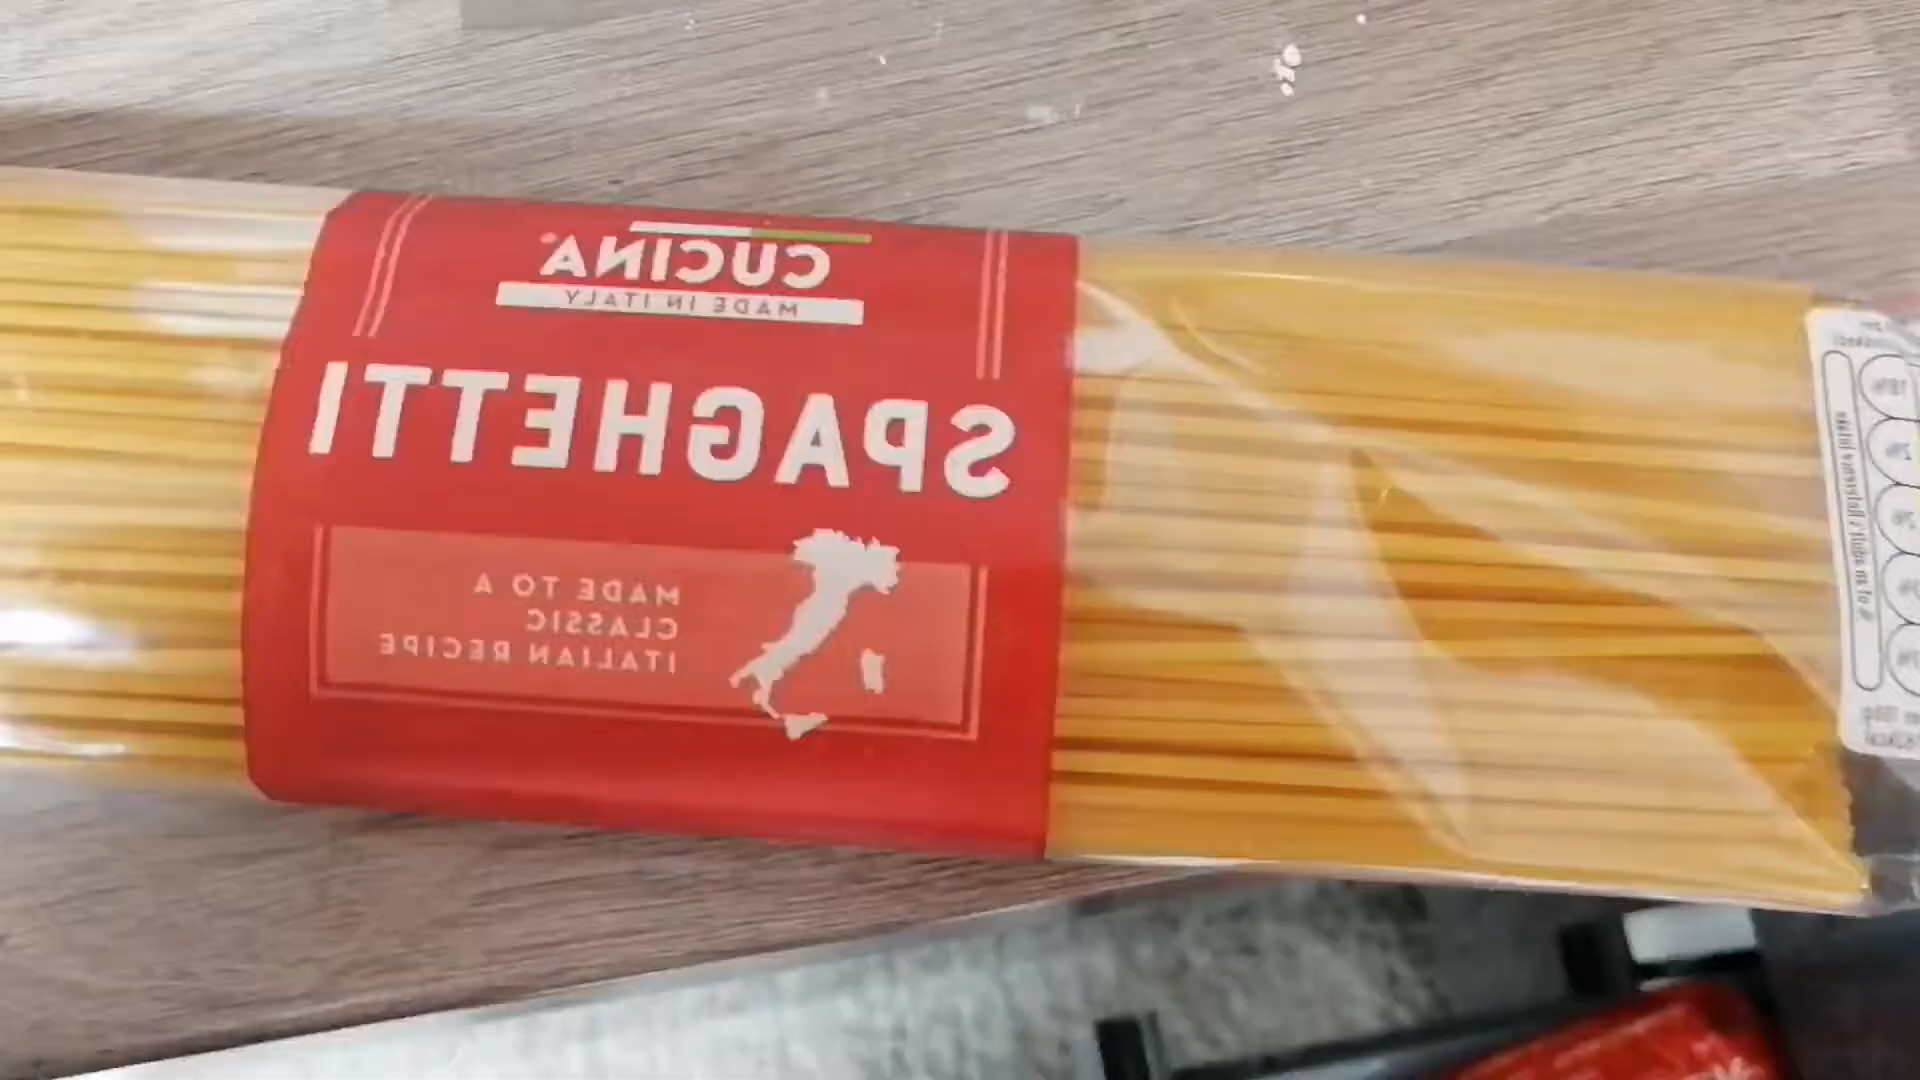 CUCINA
MADE IN ITALY
SPAGHETTI
MADE TO A
CLASSIC
ITALIAN RECIPE